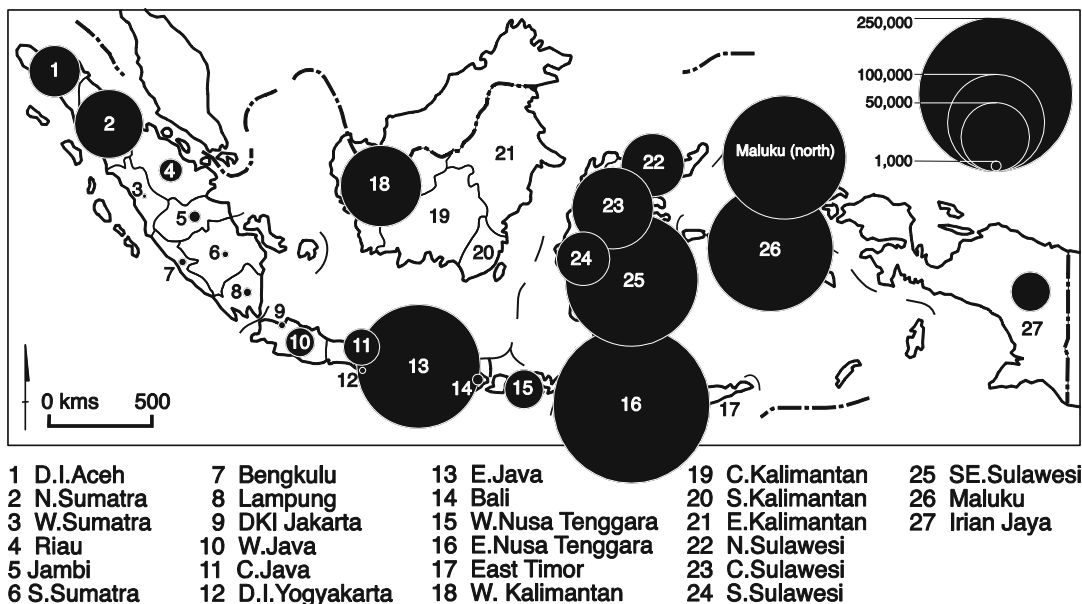 250,000
100,000
50,000
1,000
1
2
3
4
5
6
7
8
9
10
11
12
13
14
15
16
17
18
19
20
21
22
23
24
25
Maluku (north)
26
27
0 kms 500
1 D.I.Aceh
2 N.Sumatra
3 W.Sumatra
4 Riau
5 Jambi
6 S.Sumatra
7 Bengkulu
8 Lampung
9 DKI Jakarta
10 W.Java
11 C.Java
12 D.I.Yogyakarta
13 E.Java
14 Bali
15 W.Nusa Tenggara
16 E.Nusa Tenggara
17 East Timor
18 W. Kalimantan
19 C.Kalimantan
20 S.Kalimantan
21 E.Kalimantan
22 N.Sulawesi
23 C.Sulawesi
24 S.Sulawesi
25 SE.Sulawesi
26 Maluku
27 Irian Jaya